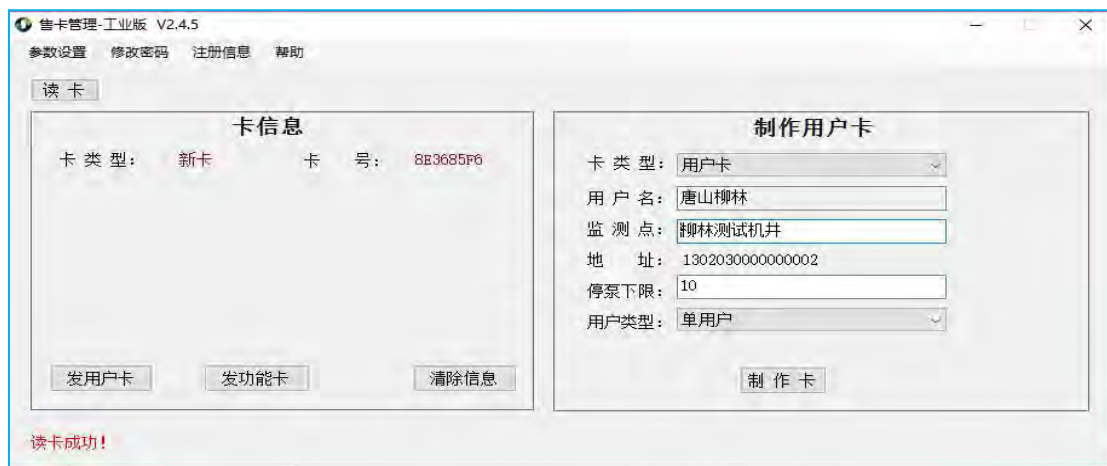 售卡管理-工业版 V2.4.5
参数设置 修改密码 注册信息 帮助
读 卡
卡信息
卡 类 型： 新卡 卡 号： 8E3685F6
发用户卡 发功能卡 清除信息
制作用户卡
卡 类 型： 用户卡
用 户 名： 唐山柳林
监 测 点： 柳林测试机井
地 址： 1302030000000002
停泵下限： 10
用户类型： 单用户
制 作 卡
读卡成功！